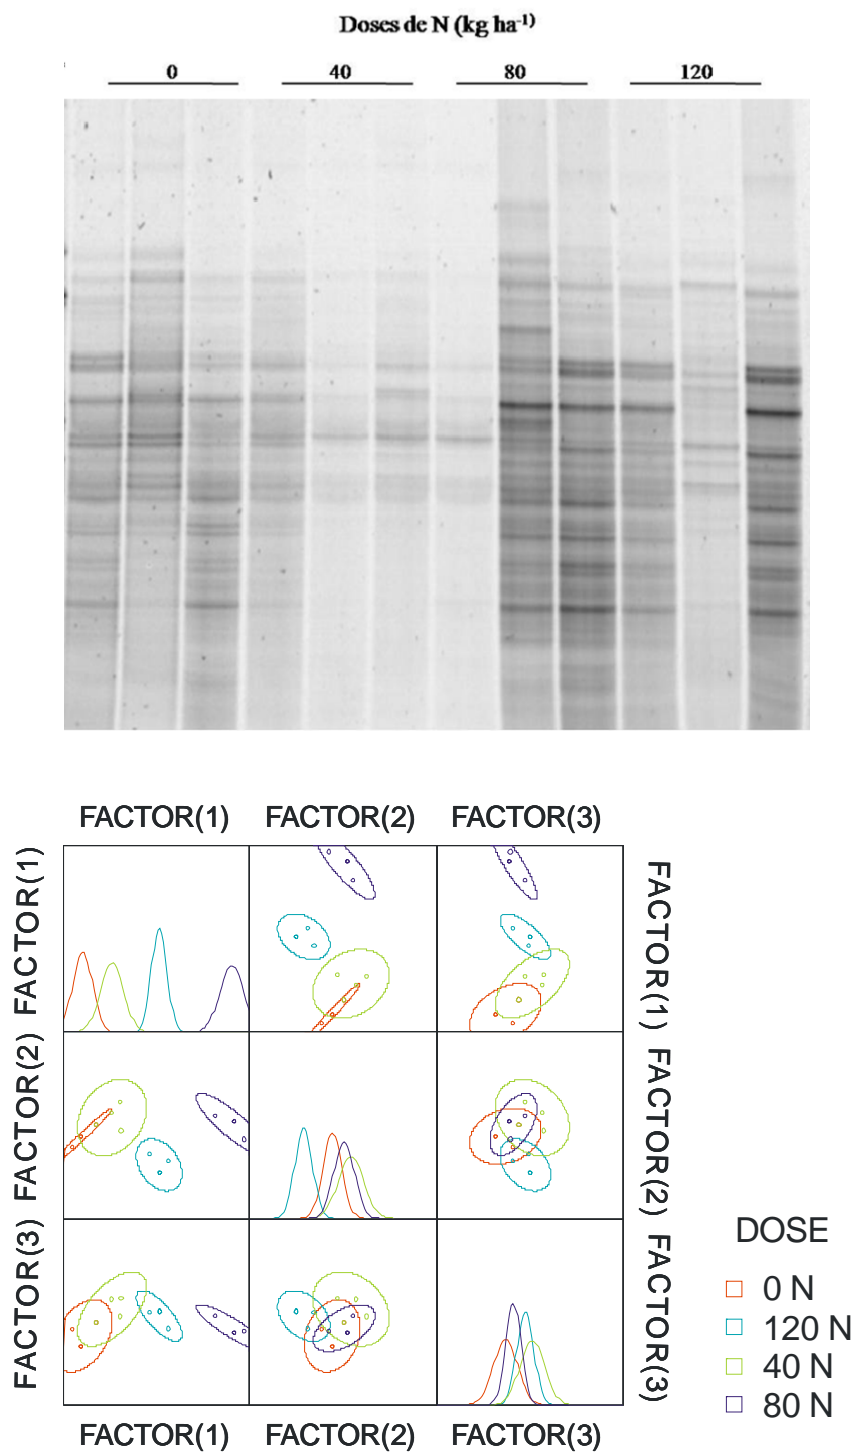 Doses de N (kg ha-1)
0 40 80 120
FACTOR(1) FACTOR(2) FACTOR(3)
FACTOR(1)
FACTOR(1)
FACTOR(2)
FACTOR(2)
FACTOR(3)
FACTOR(3)
FACTOR(1) FACTOR(2) FACTOR(3)
DOSE
0 N
120 N
40 N
80 N